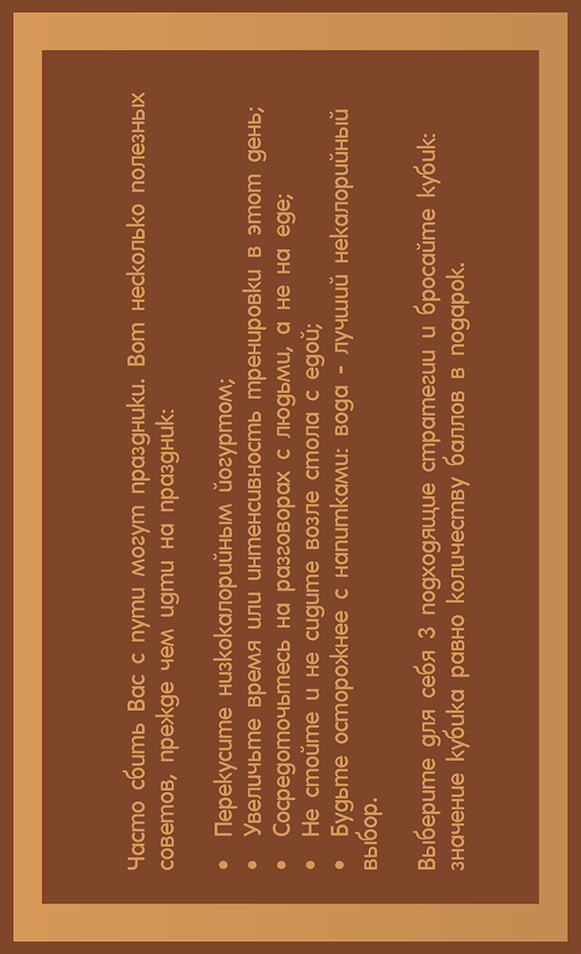 Часто сбить Вас с пути могут праздники. Вот несколько полезных
советов, прежде чем идти на праздник:
• Перекусите низкокалорийным йогуртом;
• Увеличьте время или интенсивность тренировки в этот день;
• Сосредоточьтесь на разговорах с людьми, а не на еде;
• Не стойте и не сидите возле стола с едой;
• Будьте осторожнее с напитками: вода - лучший некалорийный
выбор.
Выберите для себя 3 подходящие стратегии и бросайте кубик:
значение кубика равно количеству баллов в подарок.